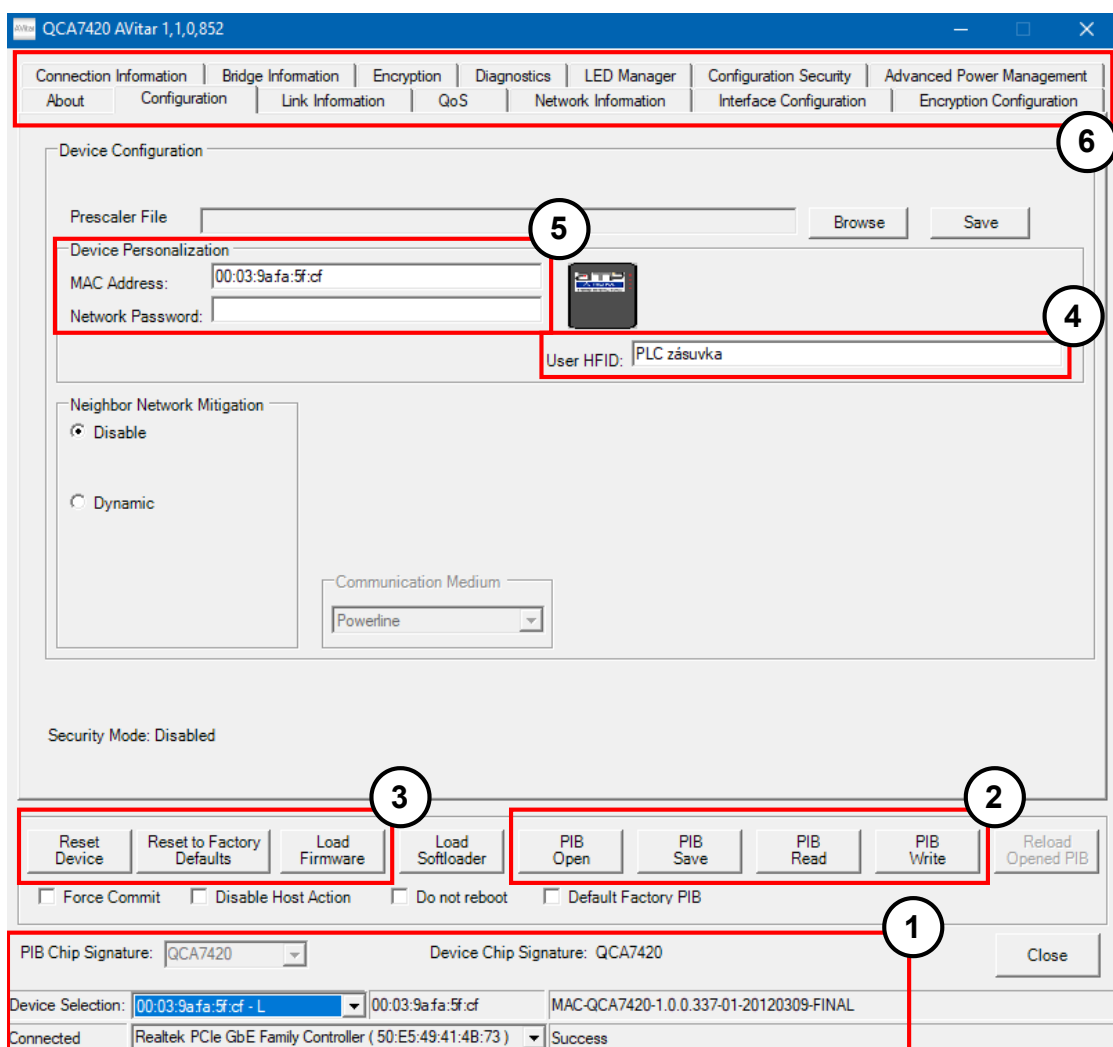 QCA7420 AVitar 1,1,0,852
Connection Information Bridge Information Encryption Diagnostics LED Manager Configuration Security Advanced Power Management
About Configuration Link Information QoS Network Information Interface Configuration Encryption Configuration
6
Device Configuration
Prescaler File Browse Save
5
Device Personalization
MAC Address: 00:03:9a:fa:5f:cf
Network Password:
4
User HFID: PLC zásuvka
Neighbor Network Mitigation
Disable
Dynamic
Communication Medium
Powerline
Security Mode: Disabled
3
2
Reset Device Reset to Factory Defaults Load Firmware Load Softloader PIB Open PIB Save PIB Read PIB Write Reload Opened PIB
Force Commit Disable Host Action Do not reboot Default Factory PIB
1
PIB Chip Signature: QCA7420 Device Chip Signature: QCA7420 Close
Device Selection: 00:03:9a:fa:5f:cf - L 00:03:9a:fa:5f:cf MAC-QCA7420-1.0.0.337-01-20120309-FINAL
Connected Realtek PCIe GbE Family Controller ( 50:E5:49:41:4B:73 ) Success